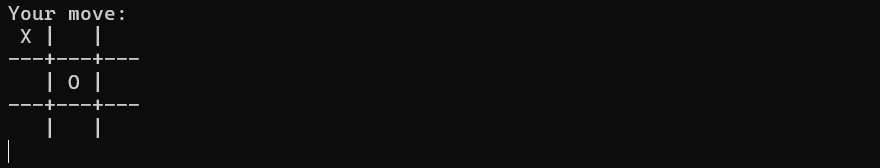 Your move:
 X |   |
---+---+---
   | O |
---+---+---
   |   |